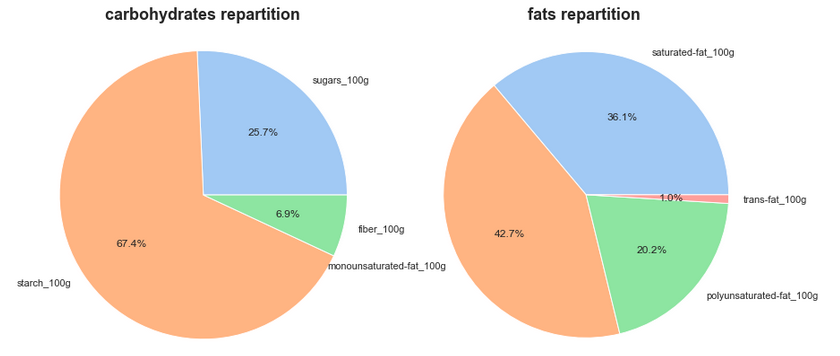 carbohydrates repartition
sugars_100g
25.7%
67.4%
starch_100g
6.9%
fiber_100g
fats repartition
saturated-fat_100g
36.1%
42.7%
monounsaturated-fat_100g
20.2%
polyunsaturated-fat_100g
1.0%
trans-fat_100g